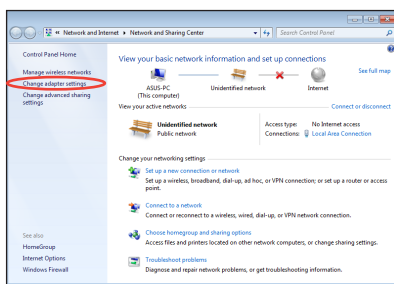 « Network and Internet ▸ Network and Sharing Center
Search Control Panel
Control Panel Home
Manage wireless networks
Change adapter settings
Change advanced sharing
settings
See also
HomeGroup
Internet Options
Windows Firewall
View your basic network information and set up connections
See full map
ASUS-PC
(This computer)
Unidentified network
Internet
View your active networks
Connect or disconnect
Unidentified network
Public network
Access type: No Internet access
Connections: Local Area Connection
Change your networking settings
Set up a new connection or network
Set up a wireless, broadband, dial-up, ad hoc, or VPN connection; or set up a router or access
point.
Connect to a network
Connect or reconnect to a wireless, wired, dial-up, or VPN network connection.
Choose homegroup and sharing options
Access files and printers located on other network computers, or change sharing settings.
Troubleshoot problems
Diagnose and repair network problems, or get troubleshooting information.